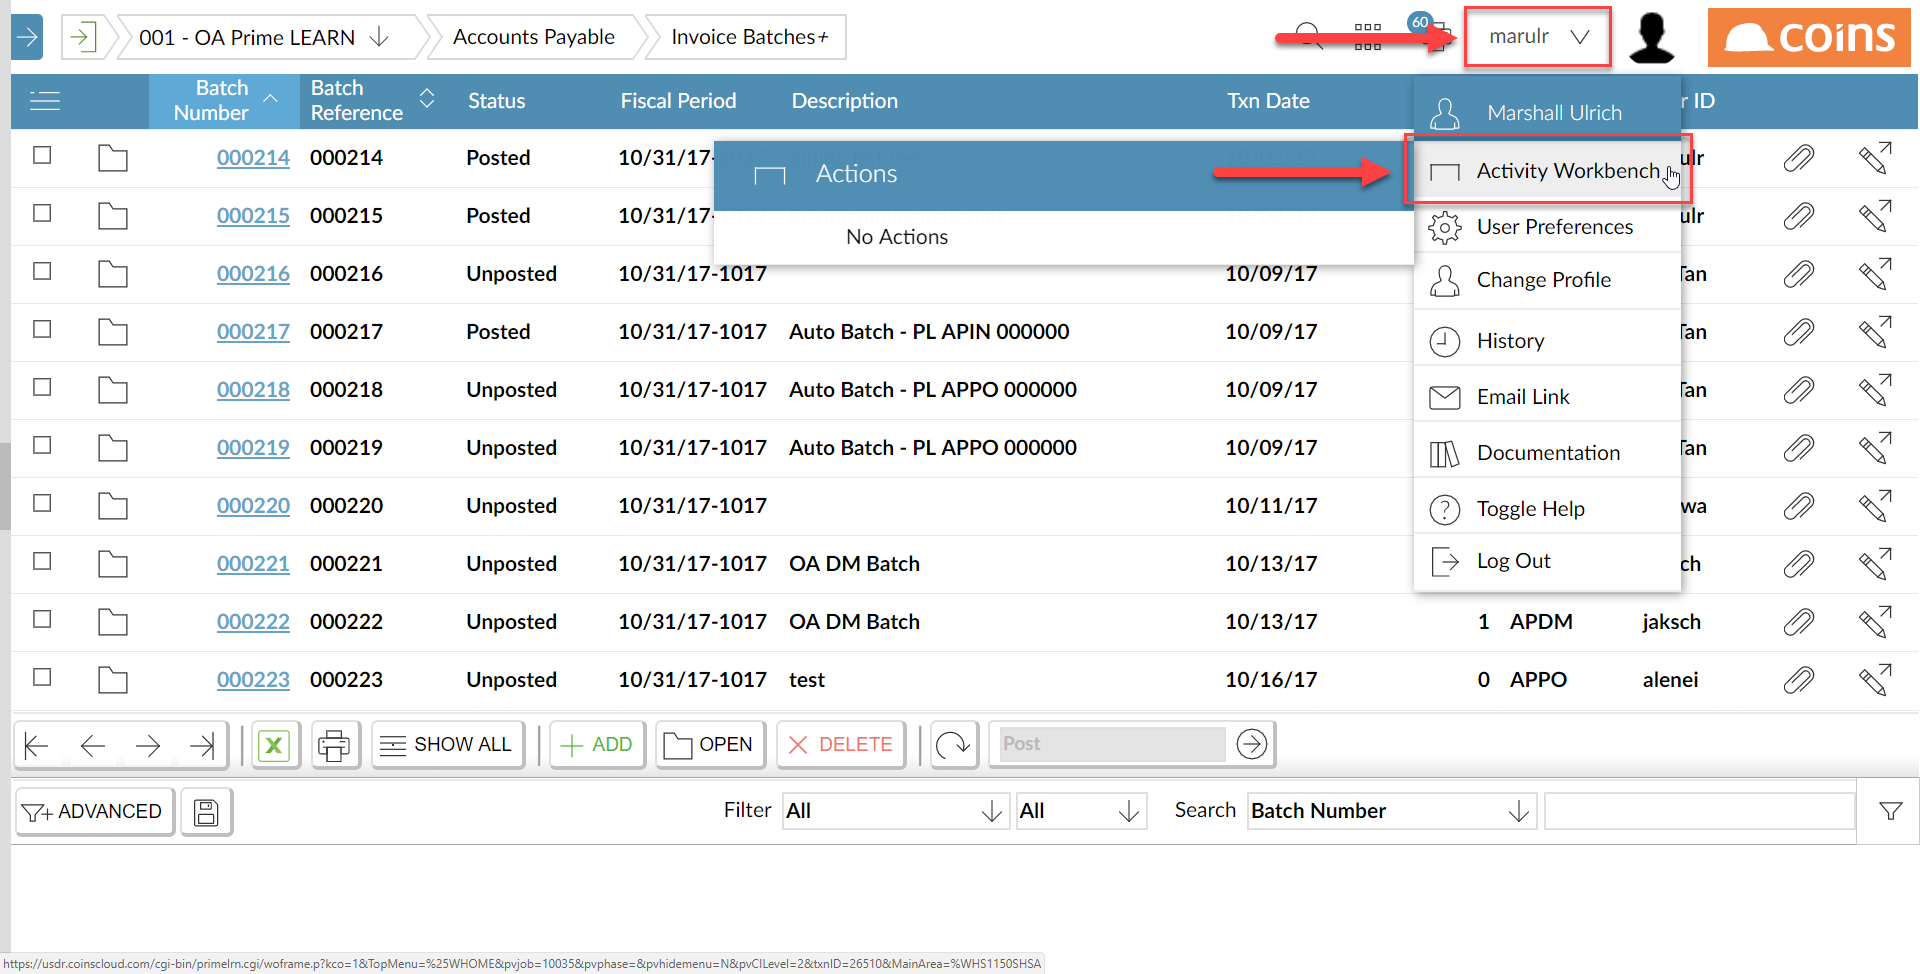 001 - OA Prime LEARN
Accounts Payable
Invoice Batches+
60
marulr
coins
Batch Number
Batch Reference
Status
Fiscal Period
Description
Txn Date
r ID
Marshall Ulrich
Activity Workbench
User Preferences
Change Profile
History
Email Link
Documentation
Toggle Help
Log Out
Actions
No Actions
000214 000214 Posted 10/31/17- ulr
000215 000215 Posted 10/31/17- ulr
000216 000216 Unposted 10/31/17-1017 10/09/17 Tan
000217 000217 Posted 10/31/17-1017 Auto Batch - PL APIN 000000 10/09/17 Tan
000218 000218 Unposted 10/31/17-1017 Auto Batch - PL APPO 000000 10/09/17 Tan
000219 000219 Unposted 10/31/17-1017 Auto Batch - PL APPO 000000 10/09/17 Tan
000220 000220 Unposted 10/31/17-1017 10/11/17 wa
000221 000221 Unposted 10/31/17-1017 OA DM Batch 10/13/17 ch
000222 000222 Unposted 10/31/17-1017 OA DM Batch 10/13/17 1 APDM jaksch
000223 000223 Unposted 10/31/17-1017 test 10/16/17 0 APPO alenei
SHOW ALL
ADD
OPEN
DELETE
Post
ADVANCED
Filter All All Search Batch Number
https://usdr.coinscloud.com/cgi-bin/primelrn.cgi/woframe.p?kco=1&TopMenu=%25WHOME&pvjob=10035&pvphase=&pvhidemenu=N&pvCILevel=2&txnID=26510&MainArea=%WHS1150SHSA